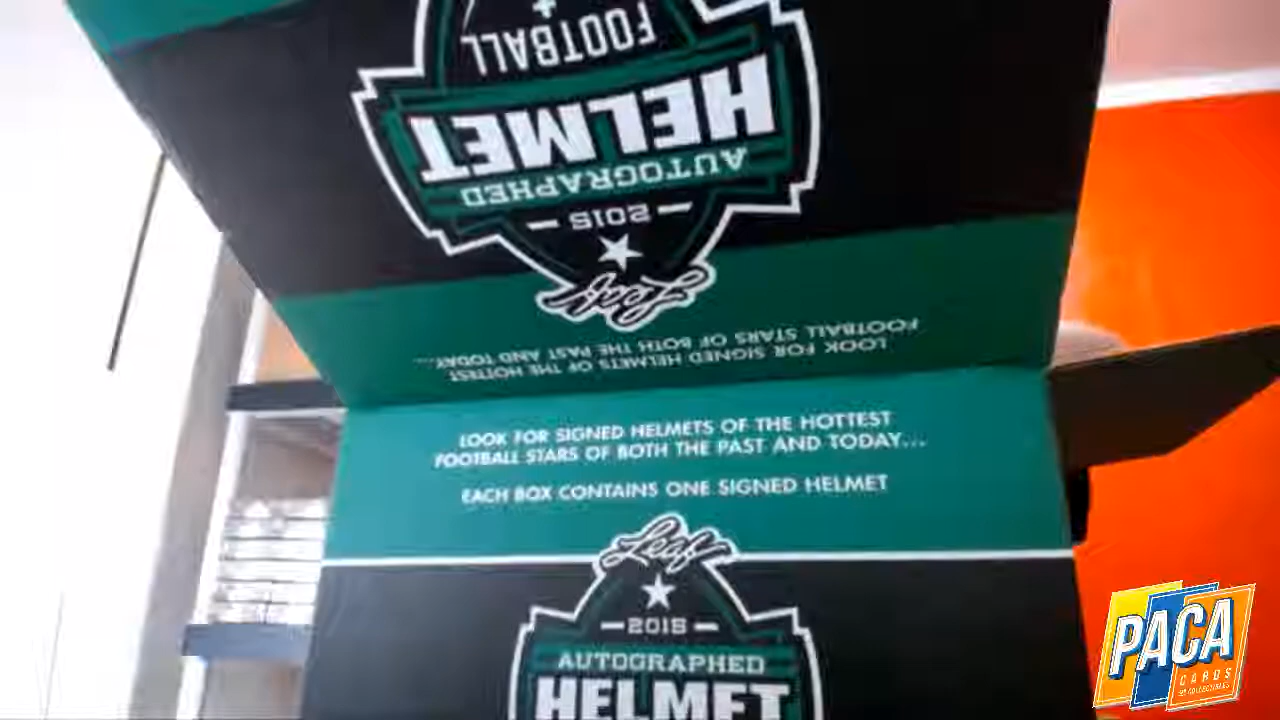 FOOTBALL
HELMET
AUTOGRAPHED
2015
Leaf
FOOTBALL STARS OF BOTH THE PAST AND TODAY...
LOOK FOR SIGNED HELMETS OF THE HOTTEST
LOOK FOR SIGNED HELMETS OF THE HOTTEST
FOOTBALL STARS OF BOTH THE PAST AND TODAY...
EACH BOX CONTAINS ONE SIGNED HELMET
Leaf
2015
AUTOGRAPHED
HELMET
PACA
CARDS